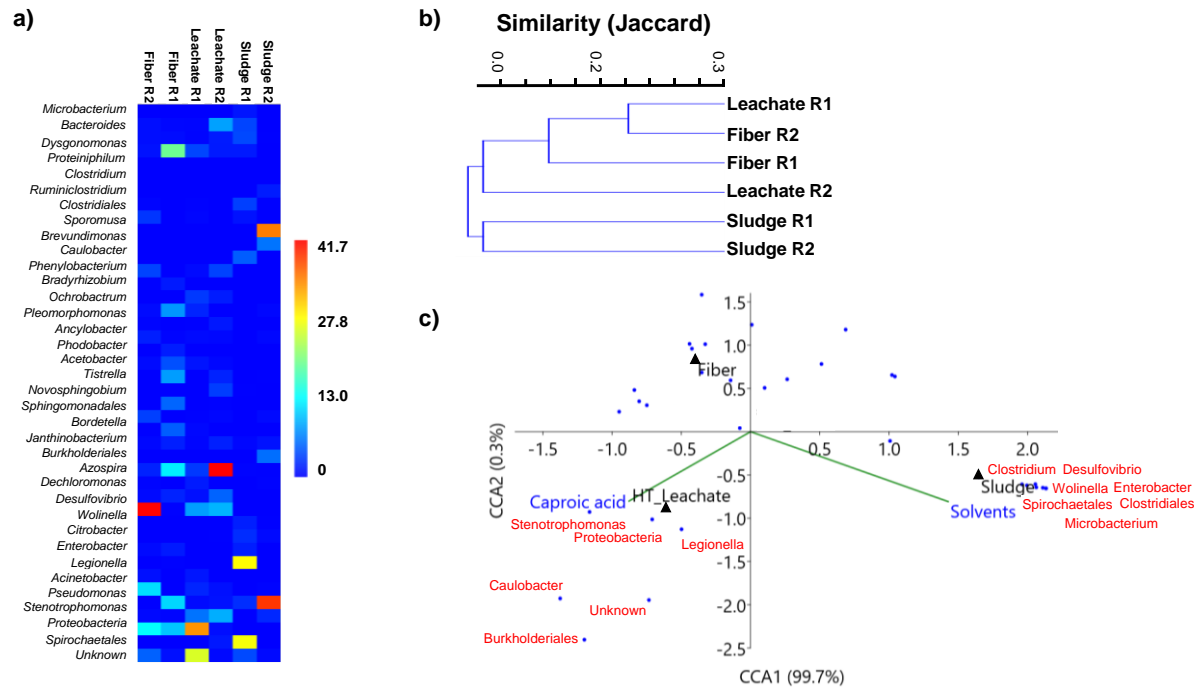 a)
Fiber R2
Fiber R1
Leachate R1
Leachate R2
Sludge R1
Sludge R2
Microbacterium
Bacteroides
Dysgonomonas
Proteiniphilum
Clostridium
Ruminiclostridium
Clostridiales
Sporomusa
Brevundimonas
Caulobacter
Phenylobacterium
Bradyrhizobium
Ochrobactrum
Pleomorphomonas
Ancylobacter
Phodobacter
Acetobacter
Tistrella
Novosphingobium
Sphingomonadales
Bordetella
Janthinobacterium
Burkholderiales
Azospira
Dechloromonas
Desulfovibrio
Wolinella
Citrobacter
Enterobacter
Legionella
Acinetobacter
Pseudomonas
Stenotrophomonas
Proteobacteria
Spirochaetales
Unknown
41.7
27.8
13.0
0
b)
Similarity (Jaccard)
0.0 0.2 0.3
Leachate R1
Fiber R2
Fiber R1
Leachate R2
Sludge R1
Sludge R2
c)
1.5
1.0
Fiber
0.5
-1.5 -1.0 -0.5 0.5 1.0 1.5 2.0
-0.5
Clostridium Desulfovibrio
Sludge
Wolinella Enterobacter
Caproic acid
HT_Leachate
Solvents
Spirochaetales Clostridiales
-1.0
Microbacterium
Stenotrophomonas
Proteobacteria
Legionella
-1.5
Caulobacter
Unknown
-2.0
Burkholderiales
-2.5
CCA2 (0.3%)
CCA1 (99.7%)